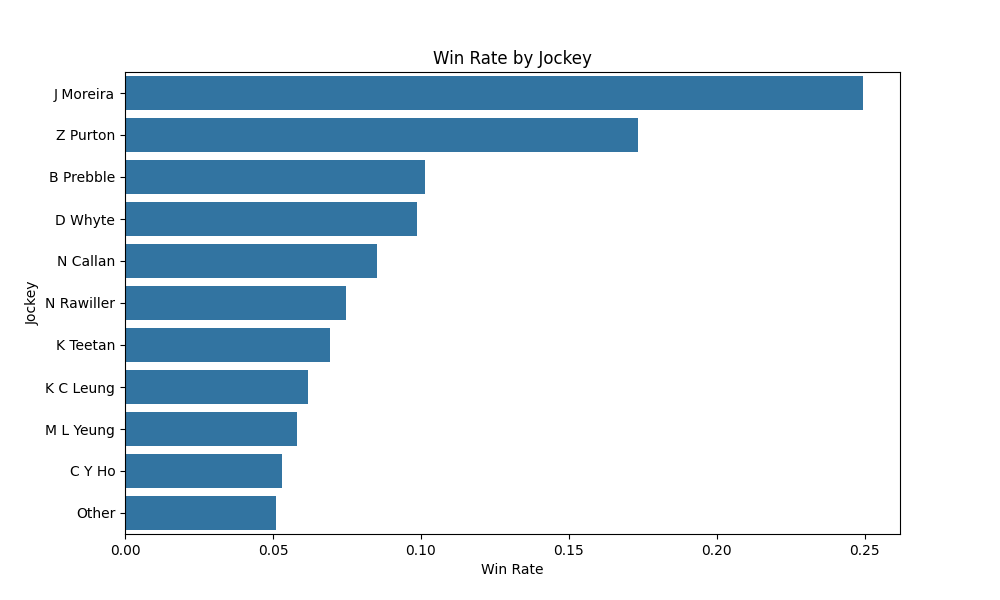 Win Rate by Jockey
J Moreira
Z Purton
B Prebble
D Whyte
N Callan
N Rawiller
K Teetan
K C Leung
M L Yeung
C Y Ho
Other
Jockey
0.00 0.05 0.10 0.15 0.20 0.25
Win Rate